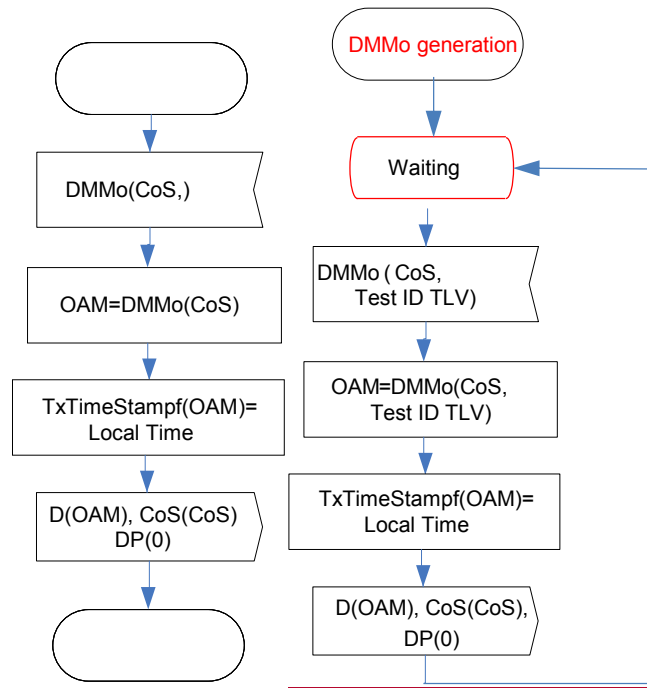 DMMo(CoS,)
OAM=DMMo(CoS)
TxTimeStampf(OAM)=
Local Time
D(OAM), CoS(CoS)
DP(0)
DMMo generation
Waiting
DMMo ( CoS,
Test ID TLV)
OAM=DMMo(CoS,
Test ID TLV)
TxTimeStampf(OAM)=
Local Time
D(OAM), CoS(CoS),
DP(0)